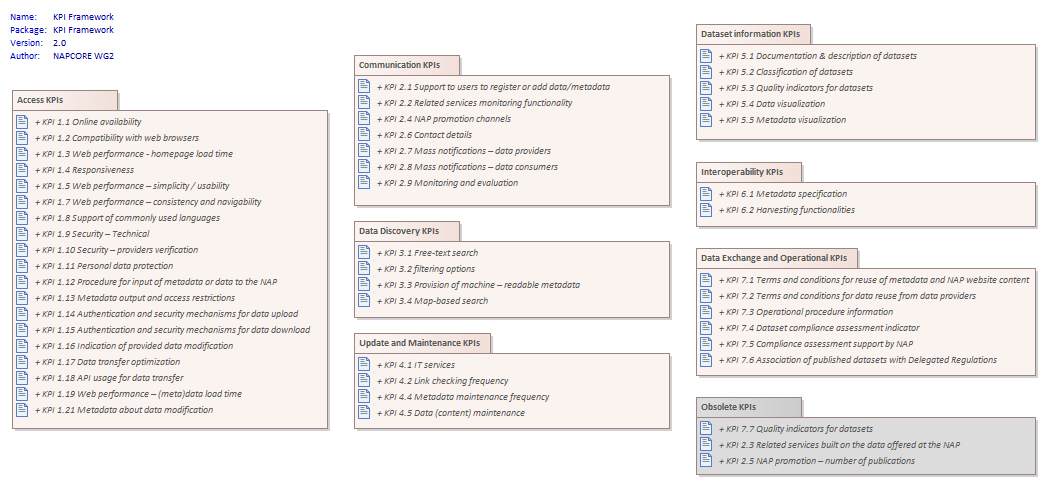 Name: KPI Framework
Package: KPI Framework
Version: 2.0
Author: NAPCORE WG2
Access KPIs
+ KPI 1.1 Online availability
+ KPI 1.2 Compatibility with web browsers
+ KPI 1.3 Web performance - homepage load time
+ KPI 1.4 Responsiveness
+ KPI 1.5 Web performance – simplicity / usability
+ KPI 1.7 Web performance – consistency and navigability
+ KPI 1.8 Support of commonly used languages
+ KPI 1.9 Security – Technical
+ KPI 1.10 Security – providers verification
+ KPI 1.11 Personal data protection
+ KPI 1.12 Procedure for input of metadata or data to the NAP
+ KPI 1.13 Metadata output and access restrictions
+ KPI 1.14 Authentication and security mechanisms for data upload
+ KPI 1.15 Authentication and security mechanisms for data download
+ KPI 1.16 Indication of provided data modification
+ KPI 1.17 Data transfer optimization
+ KPI 1.18 API usage for data transfer
+ KPI 1.19 Web performance – (meta)data load time
+ KPI 1.21 Metadata about data modification
Communication KPIs
+ KPI 2.1 Support to users to register or add data/metadata
+ KPI 2.2 Related services monitoring functionality
+ KPI 2.4 NAP promotion channels
+ KPI 2.6 Contact details
+ KPI 2.7 Mass notifications – data providers
+ KPI 2.8 Mass notifications – data consumers
+ KPI 2.9 Monitoring and evaluation
Data Discovery KPIs
+ KPI 3.1 Free-text search
+ KPI 3.2 filtering options
+ KPI 3.3 Provision of machine – readable metadata
+ KPI 3.4 Map-based search
Update and Maintenance KPIs
+ KPI 4.1 IT services
+ KPI 4.2 Link checking frequency
+ KPI 4.4 Metadata maintenance frequency
+ KPI 4.5 Data (content) maintenance
Dataset information KPIs
+ KPI 5.1 Documentation & description of datasets
+ KPI 5.2 Classification of datasets
+ KPI 5.3 Quality indicators for datasets
+ KPI 5.4 Data visualization
+ KPI 5.5 Metadata visualization
Interoperability KPIs
+ KPI 6.1 Metadata specification
+ KPI 6.2 Harvesting functionalities
Data Exchange and Operational KPIs
+ KPI 7.1 Terms and conditions for reuse of metadata and NAP website content
+ KPI 7.2 Terms and conditions for data reuse from data providers
+ KPI 7.3 Operational procedure information
+ KPI 7.4 Dataset compliance assessment indicator
+ KPI 7.5 Compliance assessment support by NAP
+ KPI 7.6 Association of published datasets with Delegated Regulations
Obsolete KPIs
+ KPI 7.7 Quality indicators for datasets
+ KPI 2.3 Related services built on the data offered at the NAP
+ KPI 2.5 NAP promotion – number of publications